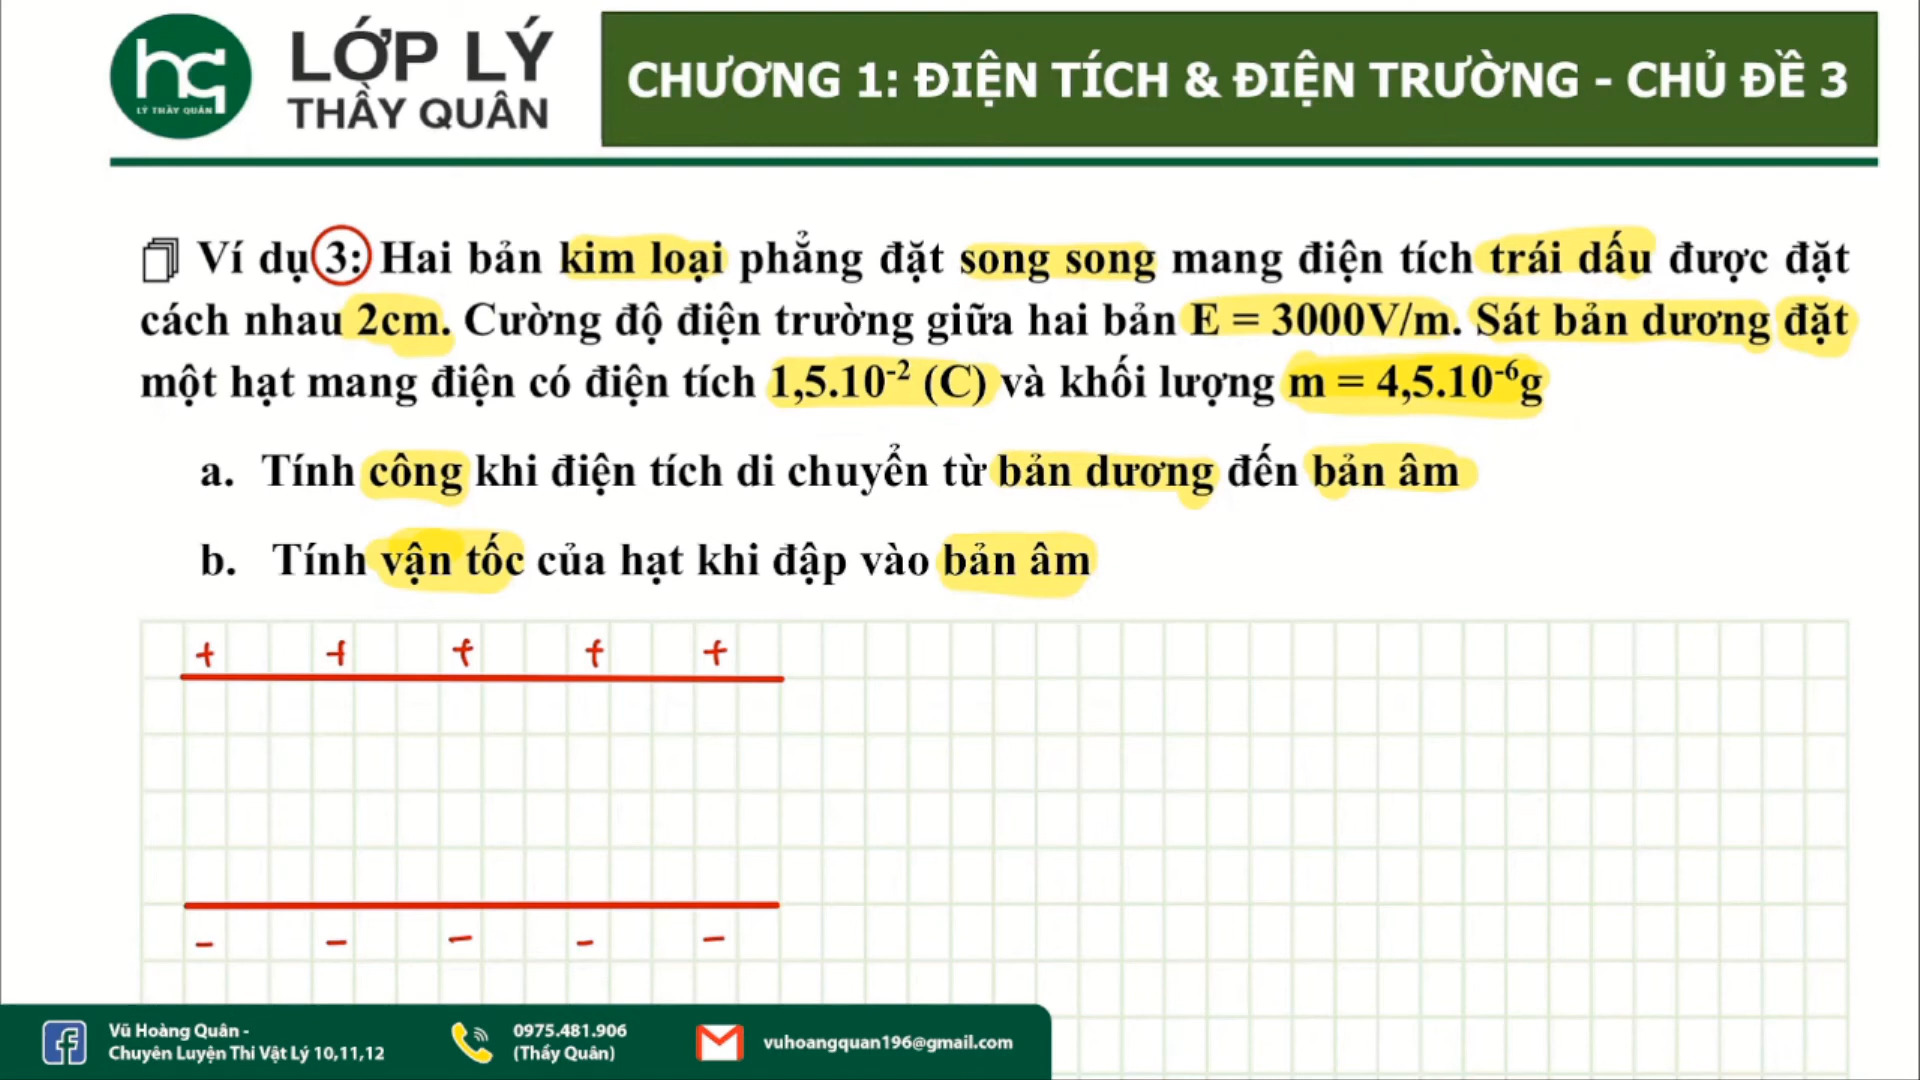 hq
LÝ THẦY QUÂN
LỚP LÝ
THẦY QUÂN
CHƯƠNG 1: ĐIỆN TÍCH & ĐIỆN TRƯỜNG - CHỦ ĐỀ 3
Ví dụ 3: Hai bản kim loại phẳng đặt song song mang điện tích trái dấu được đặt
cách nhau 2cm. Cường độ điện trường giữa hai bản E = 3000V/m. Sát bản dương đặt
một hạt mang điện có điện tích 1,5.10⁻² (C) và khối lượng m = 4,5.10⁻⁶g
a. Tính công khi điện tích di chuyển từ bản dương đến bản âm
b. Tính vận tốc của hạt khi đập vào bản âm
+ + + + +
- - - - -
Vũ Hoàng Quân -
Chuyên Luyện Thi Vật Lý 10,11,12
0975.481.906
(Thầy Quân)
vuhoangquan196@gmail.com